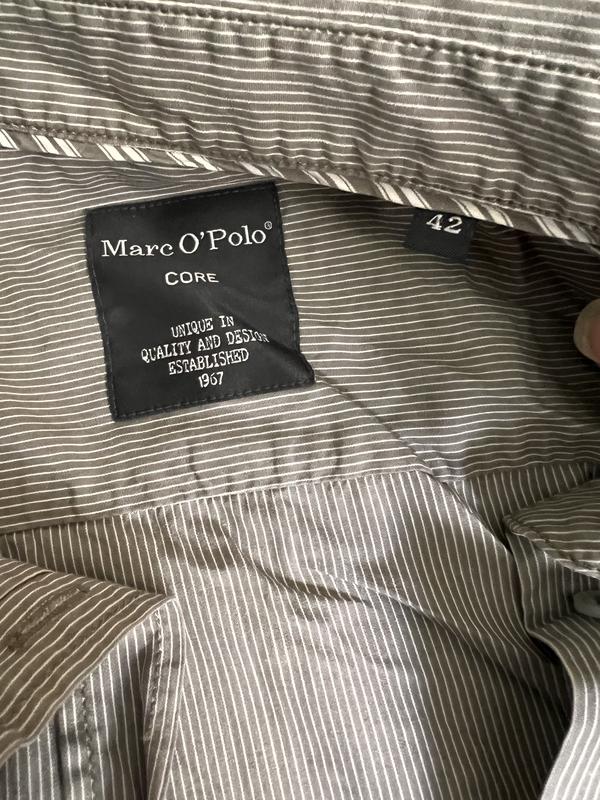 Marc O'Polo®
CORE
UNIQUE IN
QUALITY AND DESIGN
ESTABLISHED
1967
42